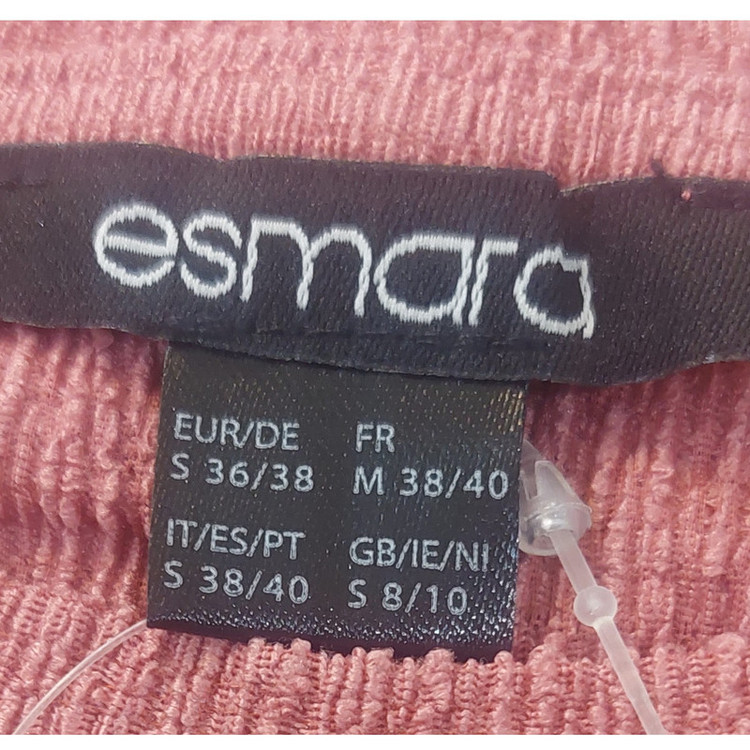 esmara
EUR/DE FR
S 36/38 M 38/40
IT/ES/PT GB/IE/NI
S 38/40 S 8/10